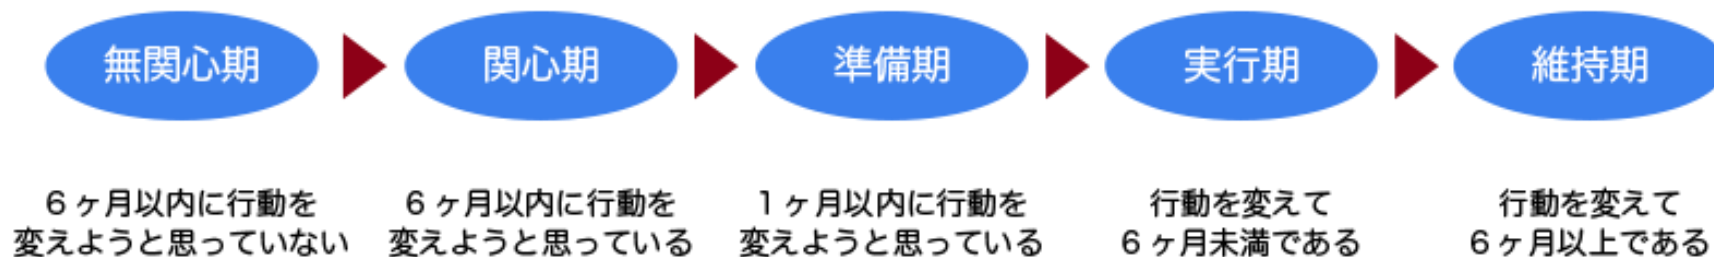 無関心期
関心期
準備期
実行期
維持期
6ヶ月以内に行動を
変えようと思っていない
6ヶ月以内に行動を
変えようと思っている
1ヶ月以内に行動を
変えようと思っている
行動を変えて
6ヶ月未満である
行動を変えて
6ヶ月以上である